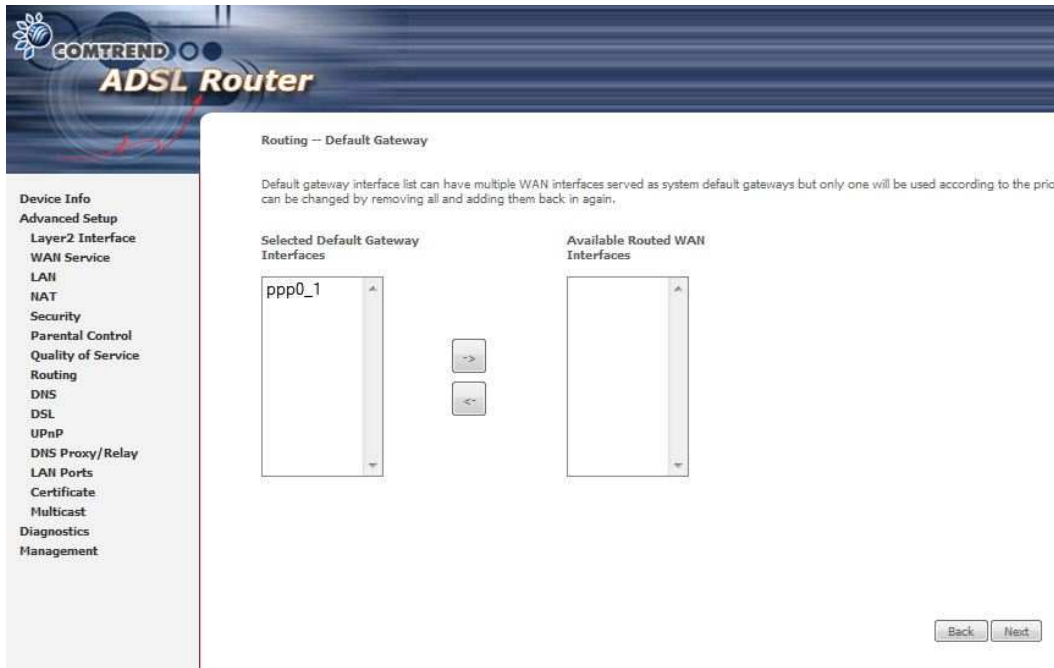 COMTREND
ADSL Router
Routing -- Default Gateway
Default gateway interface list can have multiple WAN interfaces served as system default gateways but only one will be used according to the
can be changed by removing all and adding them back in again.
Device Info
Advanced Setup
Layer2 Interface
WAN Service
LAN
NAT
Security
Parental Control
Quality of Service
Routing
DNS
DSL
UPnP
DNS Proxy/Relay
LAN Ports
Certificate
Multicast
Diagnostics
Management
Selected Default Gateway
Interfaces
ppp0_1
->
<-
Available Routed WAN
Interfaces
Back
Next